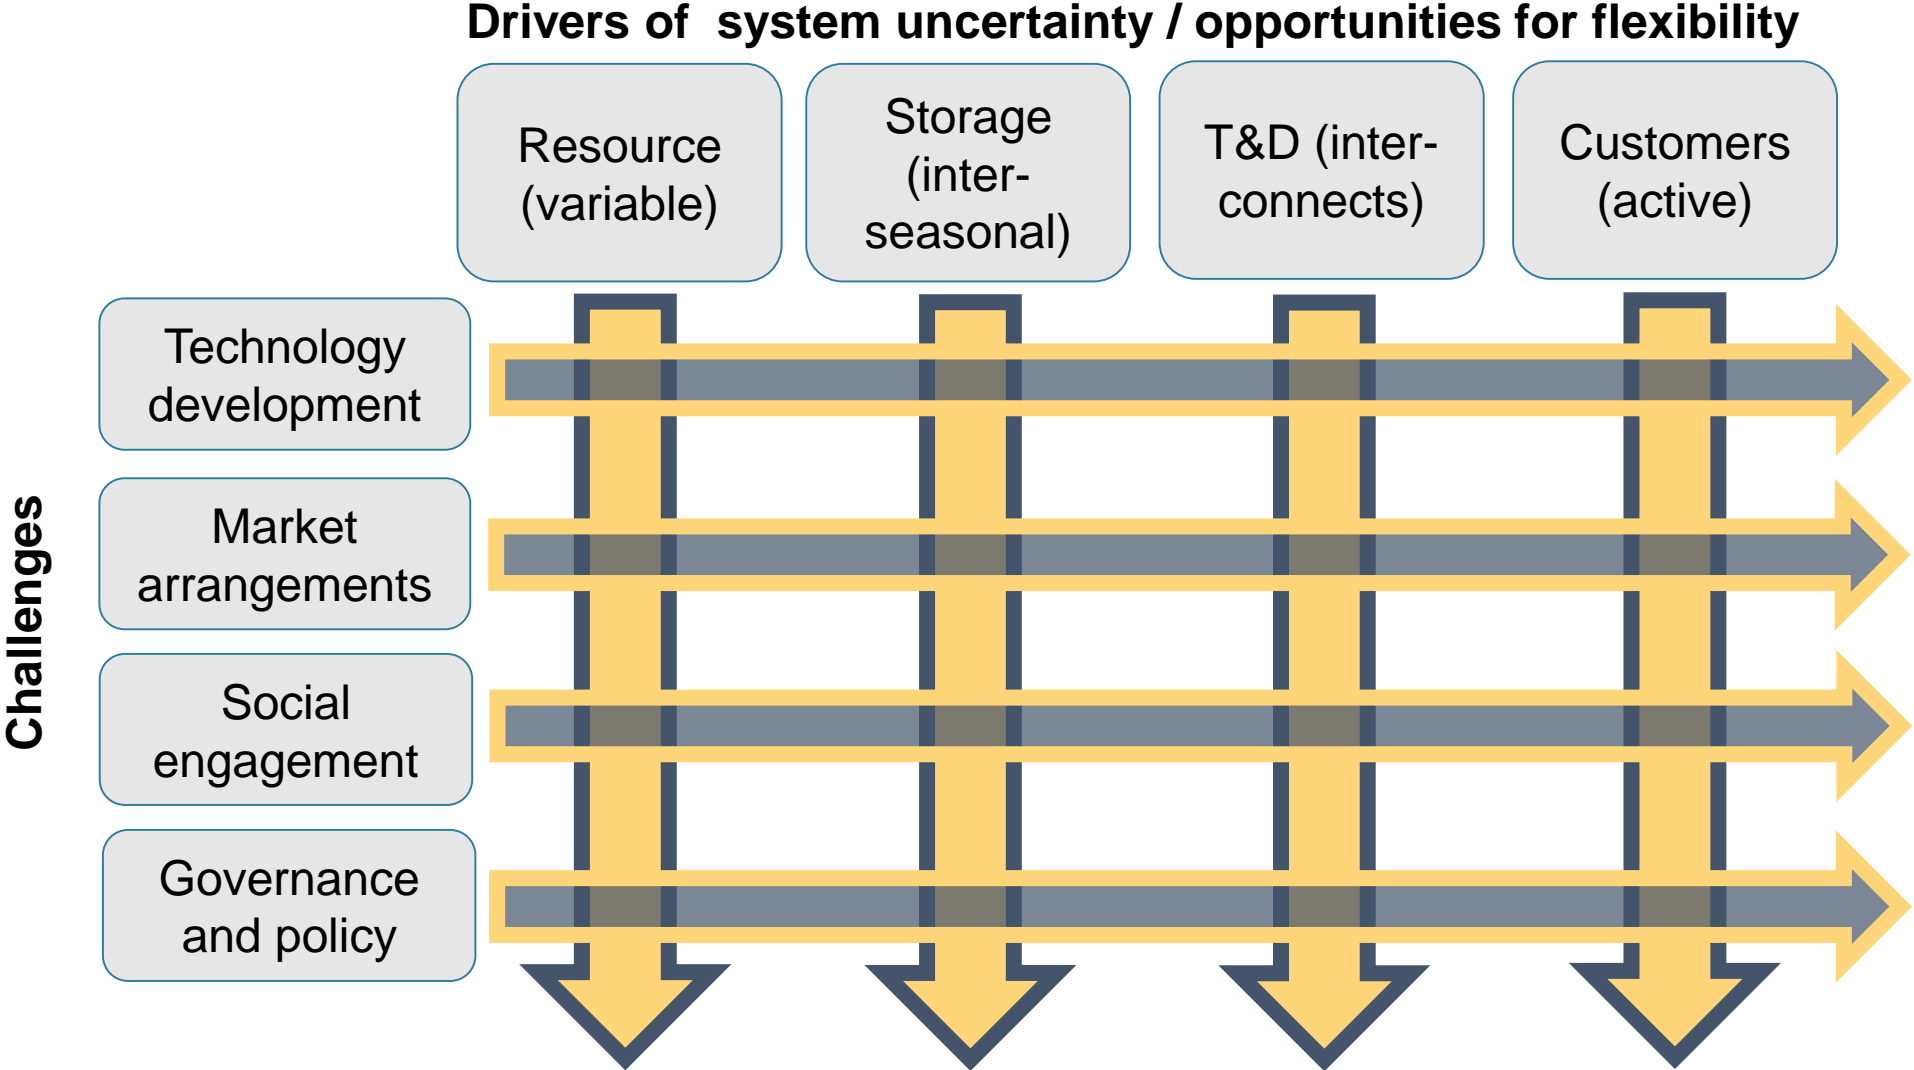 Drivers of system uncertainty / opportunities for flexibility
Resource
(variable)
Storage
(inter-
seasonal)
T&D (inter-
connects)
Customers
(active)
Challenges
Technology
development
Market
arrangements
Social
engagement
Governance
and policy